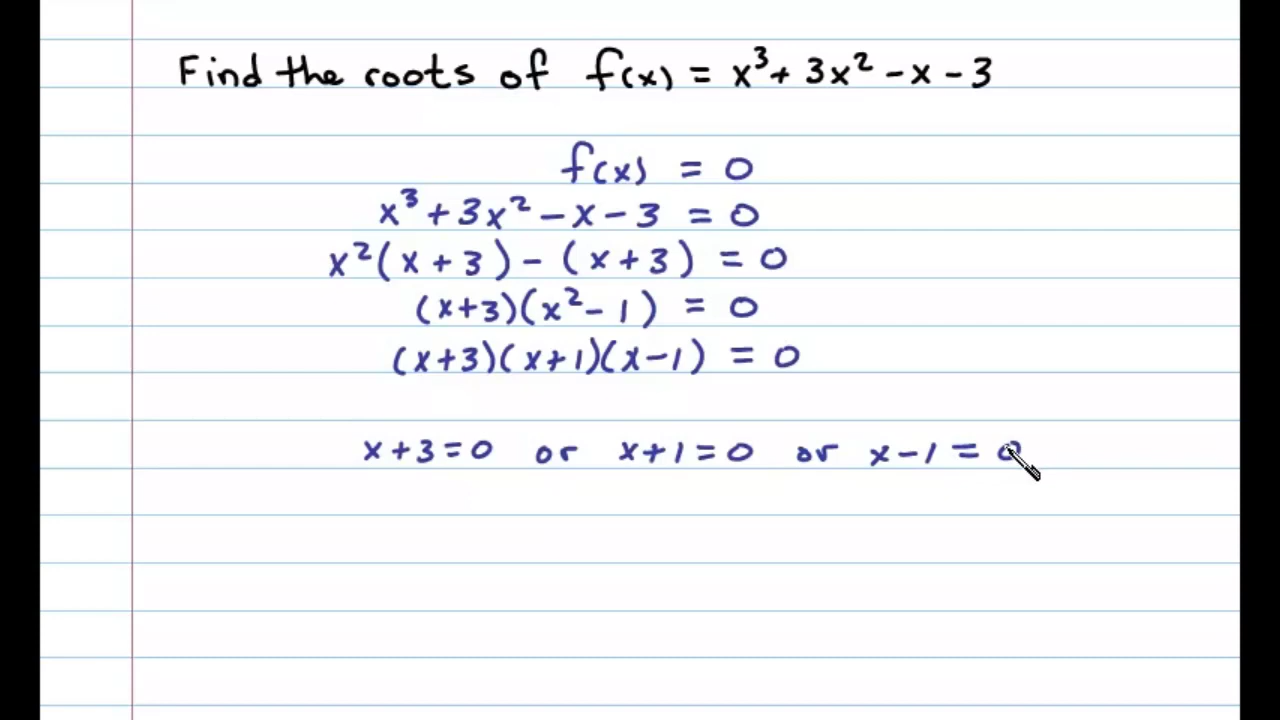 Find the roots of f(x) = x³ + 3x² - x - 3
f(x) = 0
x³ + 3x² - x - 3 = 0
x²(x + 3) - (x + 3) = 0
(x+3)(x² - 1) = 0
(x+3)(x+1)(x-1) = 0
x+3=0 or x+1=0 or x-1=0